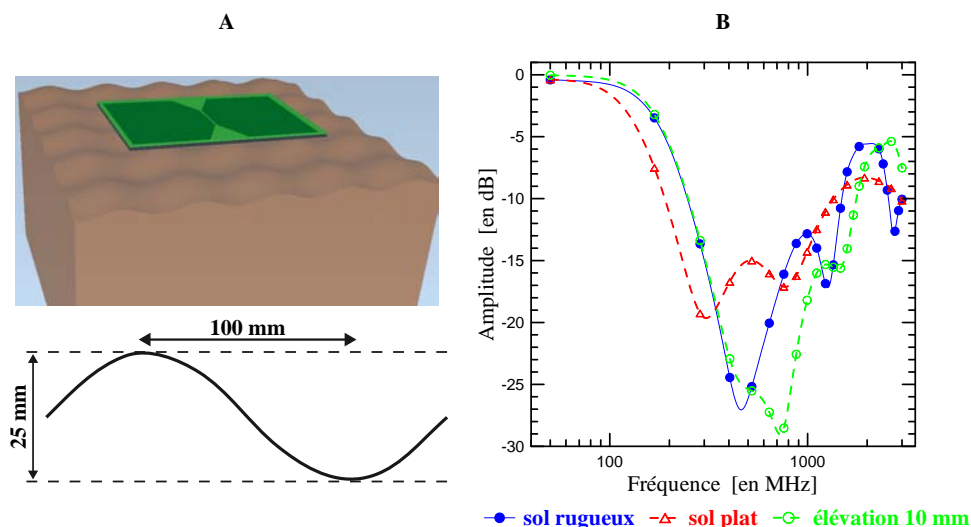 A
B
100 mm
25 mm
0
-5
-10
-15
-20
-25
-30
Amplitude [en dB]
100
1000
Fréquence [en MHz]
sol rugueux
sol plat
élévation 10 mm